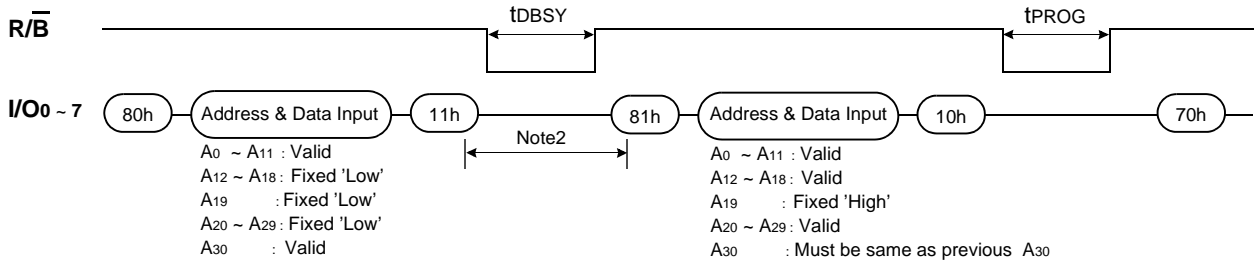 R/B tDBSY tPROG
I/O0 ~ 7 80h Address & Data Input 11h 81h Address & Data Input 10h 70h
Note2
A0 ~ A11 : Valid
A12 ~ A18 : Fixed 'Low'
A19 : Fixed 'Low'
A20 ~ A29 : Fixed 'Low'
A30 : Valid
A0 ~ A11 : Valid
A12 ~ A18 : Valid
A19 : Fixed 'High'
A20 ~ A29 : Valid
A30 : Must be same as previous A30